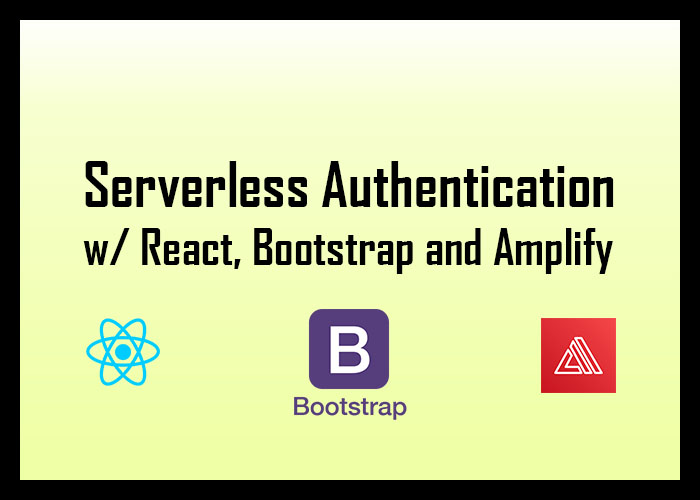 Serverless Authentication
w/ React, Bootstrap and Amplify
B
Bootstrap